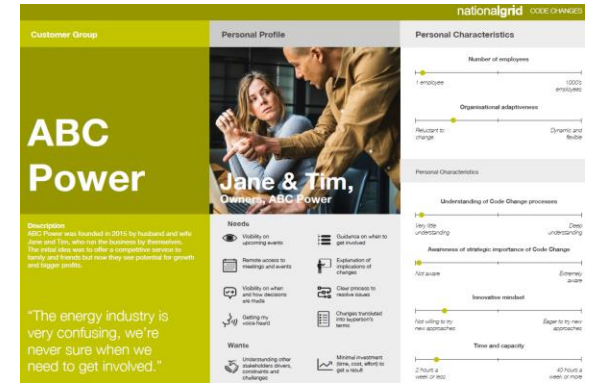 nationalgrid CODE CHANGES
Customer Group
ABC
Power
Description
ABC Power was founded in 2015 by husband and wife
Jane and Tim, who run the business by themselves.
The initial idea was to offer a competitive service to
family and friends but now they see potential for growth
and bigger profits.
"The energy industry is
very confusing, we're
never sure when we
need to get involved."
Personal Profile
Jane & Tim,
Owners, ABC Power
Needs
Visibility on
upcoming events
Guidance on when to
get involved
Remote access to
meetings and events
Explanation of
implications of
changes
Visibility on when
and how decisions
are made
Clear process to
resolve issues
Getting my
voice heard
Changes translated
into layperson's
terms
Wants
Understanding other
stakeholders drivers,
constraints and
challenges
Minimal investment
(time, cost, effort) to
get a result
Personal Characteristics
Number of employees
1 employee
1000's
employees
Organisational adaptiveness
Reluctant to
change
Dynamic and
flexible
Personal Characteristics
Understanding of Code Change processes
Very little
understanding
Deep
understanding
Awareness of strategic importance of Code Change
Not aware
Extremely
aware
Innovative mindset
Not willing to try
new approaches
Eager to try new
approaches
Time and capacity
2 hours a
week or less
40 hours a
week or more